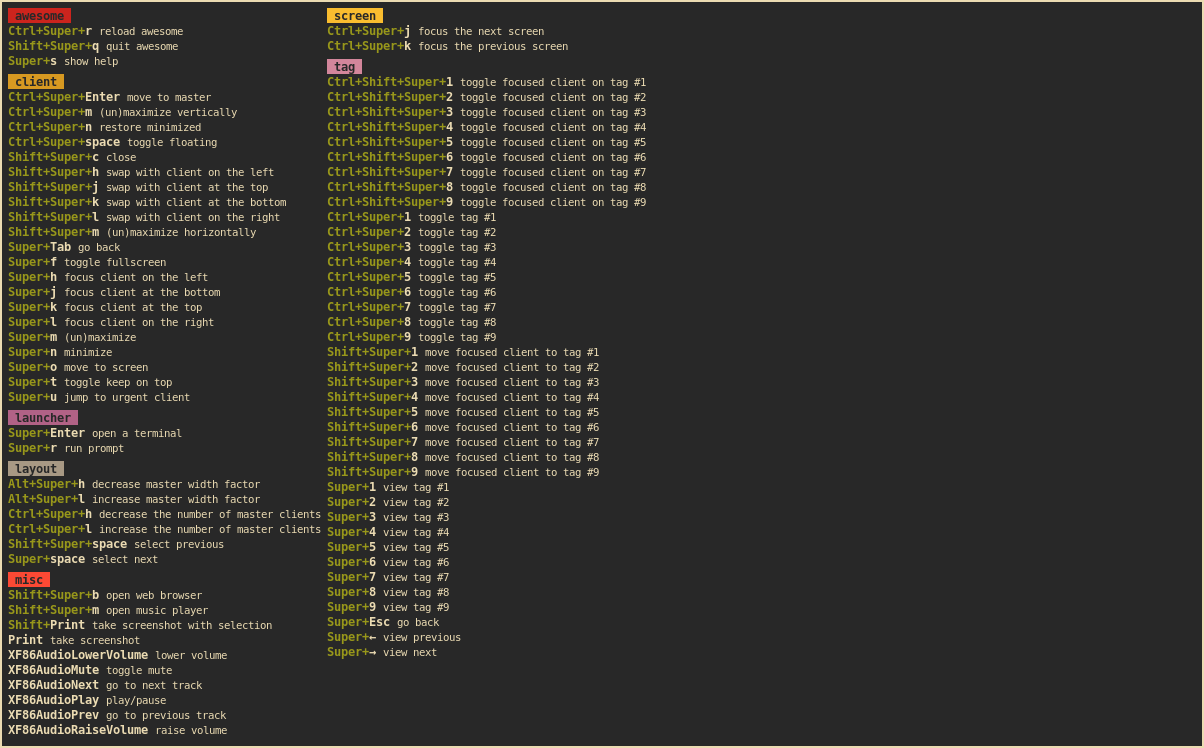 awesome
Ctrl+Super+r reload awesome
Shift+Super+q quit awesome
Super+s show help
client
Ctrl+Super+Enter move to master
Ctrl+Super+m (un)maximize vertically
Ctrl+Super+n restore minimized
Ctrl+Super+space toggle floating
Shift+Super+c close
Shift+Super+h swap with client on the left
Shift+Super+j swap with client at the top
Shift+Super+k swap with client at the bottom
Shift+Super+l swap with client on the right
Shift+Super+m (un)maximize horizontally
Super+Tab go back
Super+f toggle fullscreen
Super+h focus client on the left
Super+j focus client at the bottom
Super+k focus client at the top
Super+l focus client on the right
Super+m (un)maximize
Super+n minimize
Super+o move to screen
Super+t toggle keep on top
Super+u jump to urgent client
launcher
Super+Enter open a terminal
Super+r run prompt
layout
Alt+Super+h decrease master width factor
Alt+Super+l increase master width factor
Ctrl+Super+h decrease the number of master clients
Ctrl+Super+l increase the number of master clients
Shift+Super+space select previous
Super+space select next
misc
Shift+Super+b open web browser
Shift+Super+m open music player
Shift+Print take screenshot with selection
Print take screenshot
XF86AudioLowerVolume lower volume
XF86AudioMute toggle mute
XF86AudioNext go to next track
XF86AudioPlay play/pause
XF86AudioPrev go to previous track
XF86AudioRaiseVolume raise volume
screen
Ctrl+Super+j focus the next screen
Ctrl+Super+k focus the previous screen
tag
Ctrl+Shift+Super+1 toggle focused client on tag #1
Ctrl+Shift+Super+2 toggle focused client on tag #2
Ctrl+Shift+Super+3 toggle focused client on tag #3
Ctrl+Shift+Super+4 toggle focused client on tag #4
Ctrl+Shift+Super+5 toggle focused client on tag #5
Ctrl+Shift+Super+6 toggle focused client on tag #6
Ctrl+Shift+Super+7 toggle focused client on tag #7
Ctrl+Shift+Super+8 toggle focused client on tag #8
Ctrl+Shift+Super+9 toggle focused client on tag #9
Ctrl+Super+1 toggle tag #1
Ctrl+Super+2 toggle tag #2
Ctrl+Super+3 toggle tag #3
Ctrl+Super+4 toggle tag #4
Ctrl+Super+5 toggle tag #5
Ctrl+Super+6 toggle tag #6
Ctrl+Super+7 toggle tag #7
Ctrl+Super+8 toggle tag #8
Ctrl+Super+9 toggle tag #9
Shift+Super+1 move focused client to tag #1
Shift+Super+2 move focused client to tag #2
Shift+Super+3 move focused client to tag #3
Shift+Super+4 move focused client to tag #4
Shift+Super+5 move focused client to tag #5
Shift+Super+6 move focused client to tag #6
Shift+Super+7 move focused client to tag #7
Shift+Super+8 move focused client to tag #8
Shift+Super+9 move focused client to tag #9
Super+1 view tag #1
Super+2 view tag #2
Super+3 view tag #3
Super+4 view tag #4
Super+5 view tag #5
Super+6 view tag #6
Super+7 view tag #7
Super+8 view tag #8
Super+9 view tag #9
Super+Esc go back
Super+← view previous
Super+→ view next